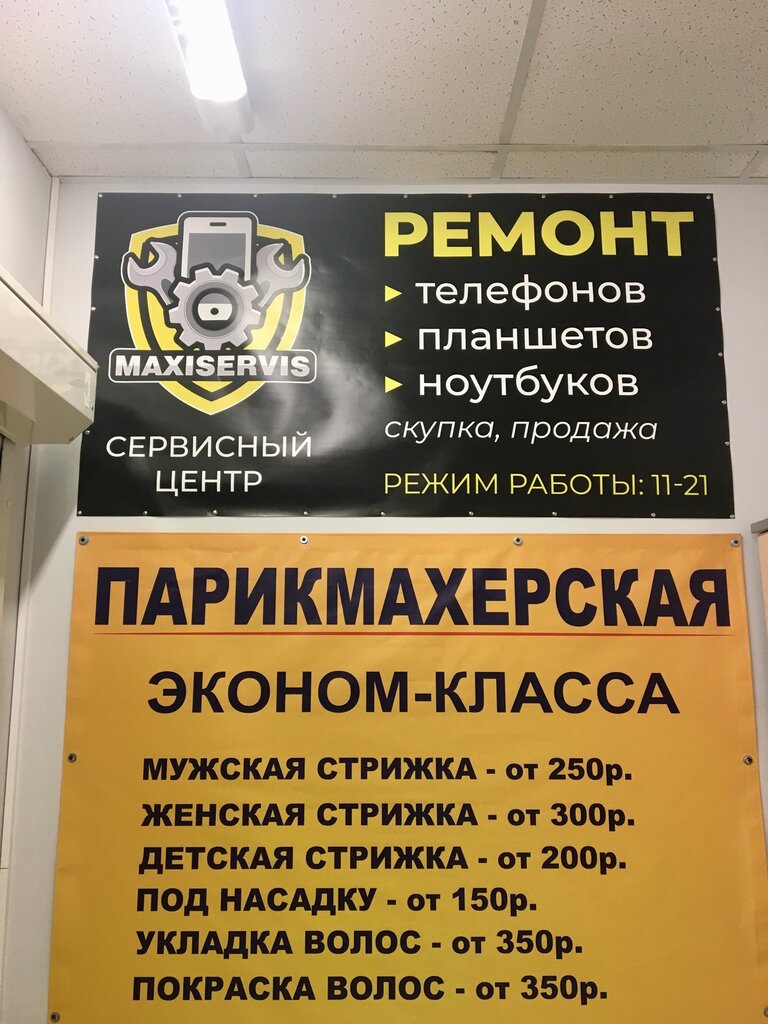 MAXISERVIS
СЕРВИСНЫЙ
ЦЕНТР
РЕМОНТ
телефонов
планшетов
ноутбуков
скупка, продажа
РЕЖИМ РАБОТЫ: 11-21
ПАРИКМАХЕРСКАЯ
ЭКОНОМ-КЛАССА
МУЖСКАЯ СТРИЖКА - от 250р.
ЖЕНСКАЯ СТРИЖКА - от 300р.
ДЕТСКАЯ СТРИЖКА - от 200р.
ПОД НАСАДКУ - от 150р.
УКЛАДКА ВОЛОС - от 350р.
ПОКРАСКА ВОЛОС - от 350р.